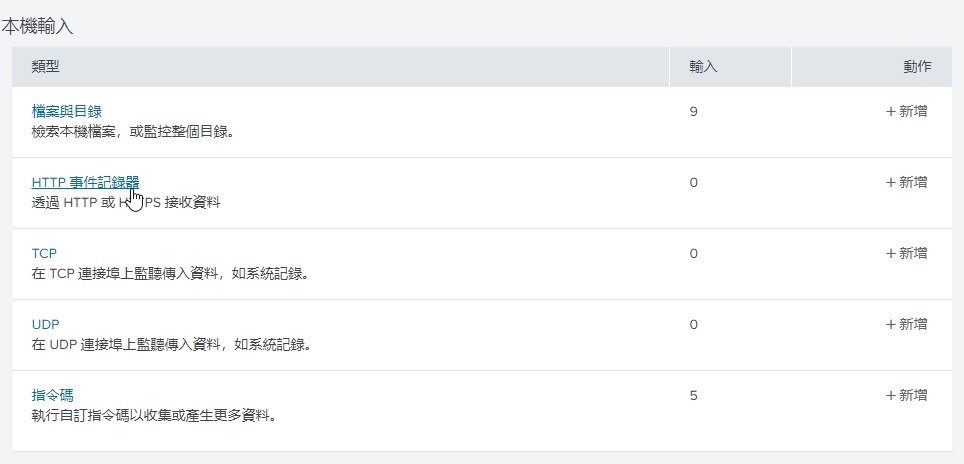 本機輸入
類型 輸入 動作
檔案與目錄 9 +新增
檢索本機檔案，或監控整個目錄。
HTTP 事件記錄器 0 +新增
透過 HTTP 或 H PS 接收資料
TCP 0 +新增
在 TCP 連接埠上監聽傳入資料，如系統記錄。
UDP 0 +新增
在 UDP 連接埠上監聽傳入資料，如系統記錄。
指令碼 5 +新增
執行自訂指令碼以收集或產生更多資料。